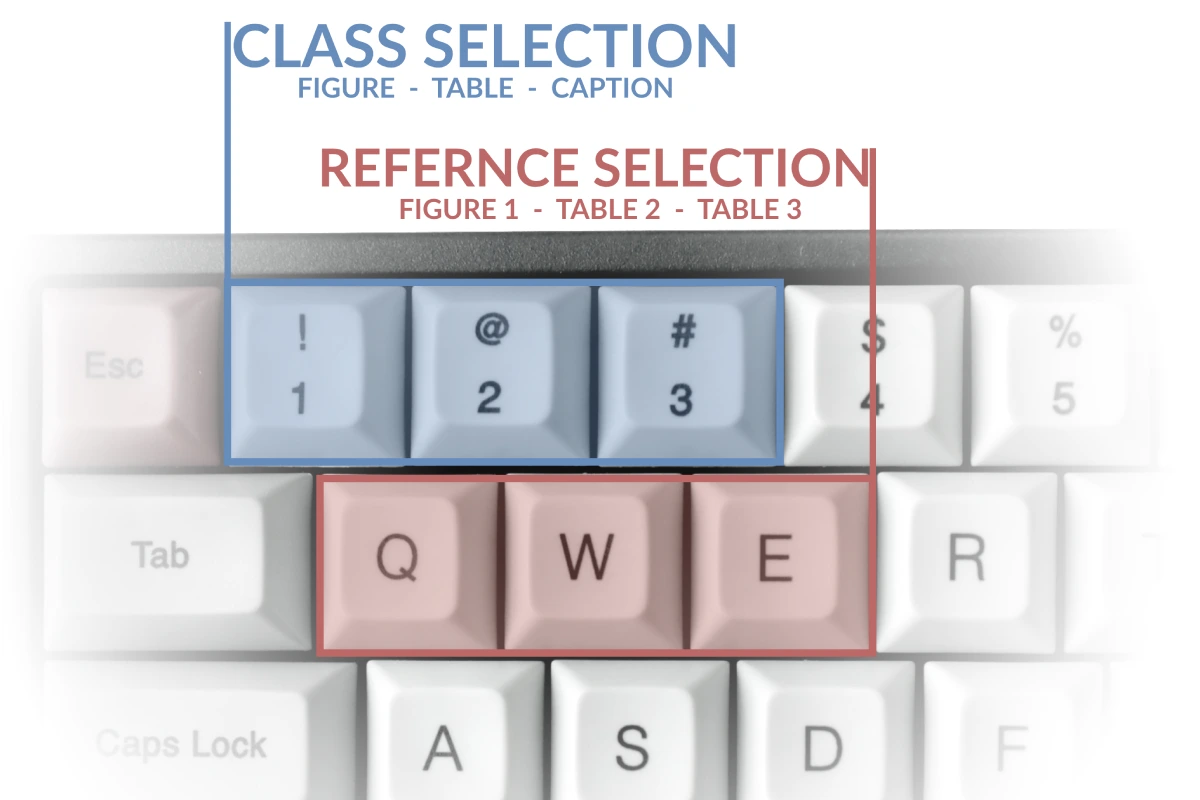 CLASS SELECTION
FIGURE - TABLE - CAPTION
REFERNCE SELECTION
FIGURE 1 - TABLE 2 - TABLE 3
! @ # $ %
Esc 1 2 3 4 5
Tab Q W E R
Caps Lock A S D F